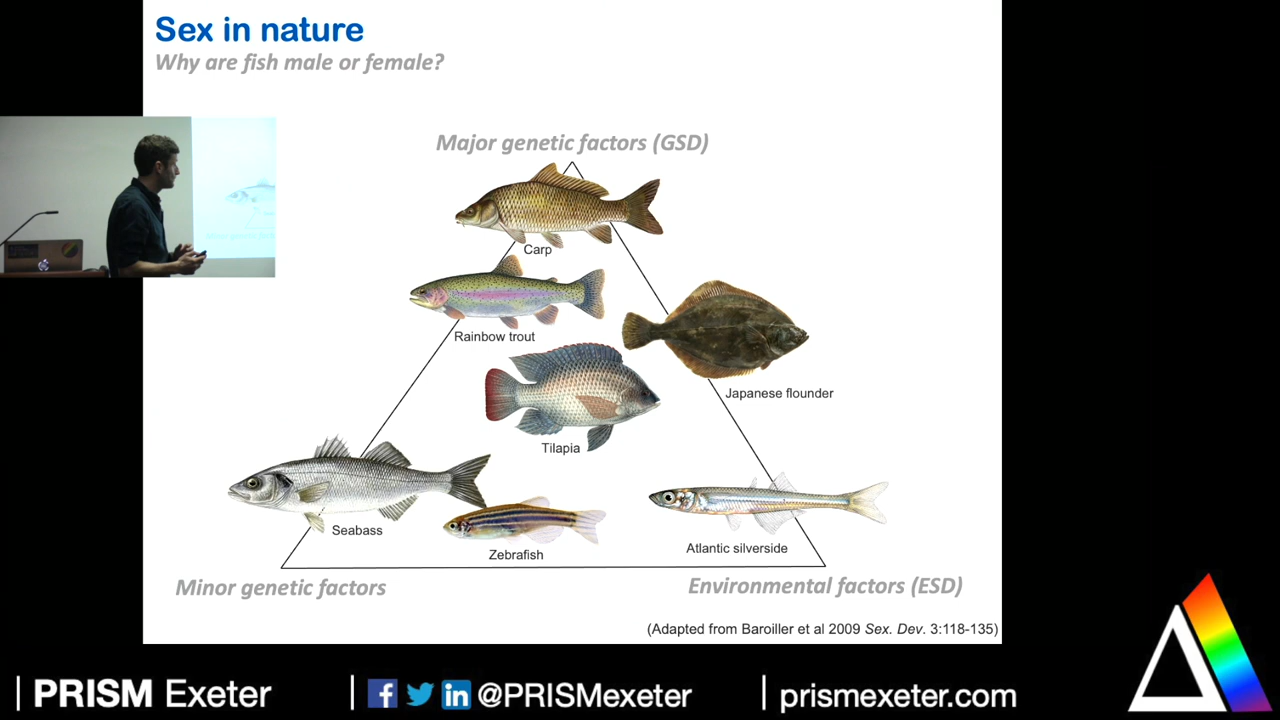 Sex in nature
Why are fish male or female?
Major genetic factors (GSD)
Carp
Rainbow trout
Japanese flounder
Tilapia
Seabass
Zebrafish
Atlantic silverside
Minor genetic factors
Environmental factors (ESD)
(Adapted from Baroiller et al 2009 Sex. Dev. 3:118-135)
| PRISM Exeter
| @PRISMexeter
| prismexeter.com